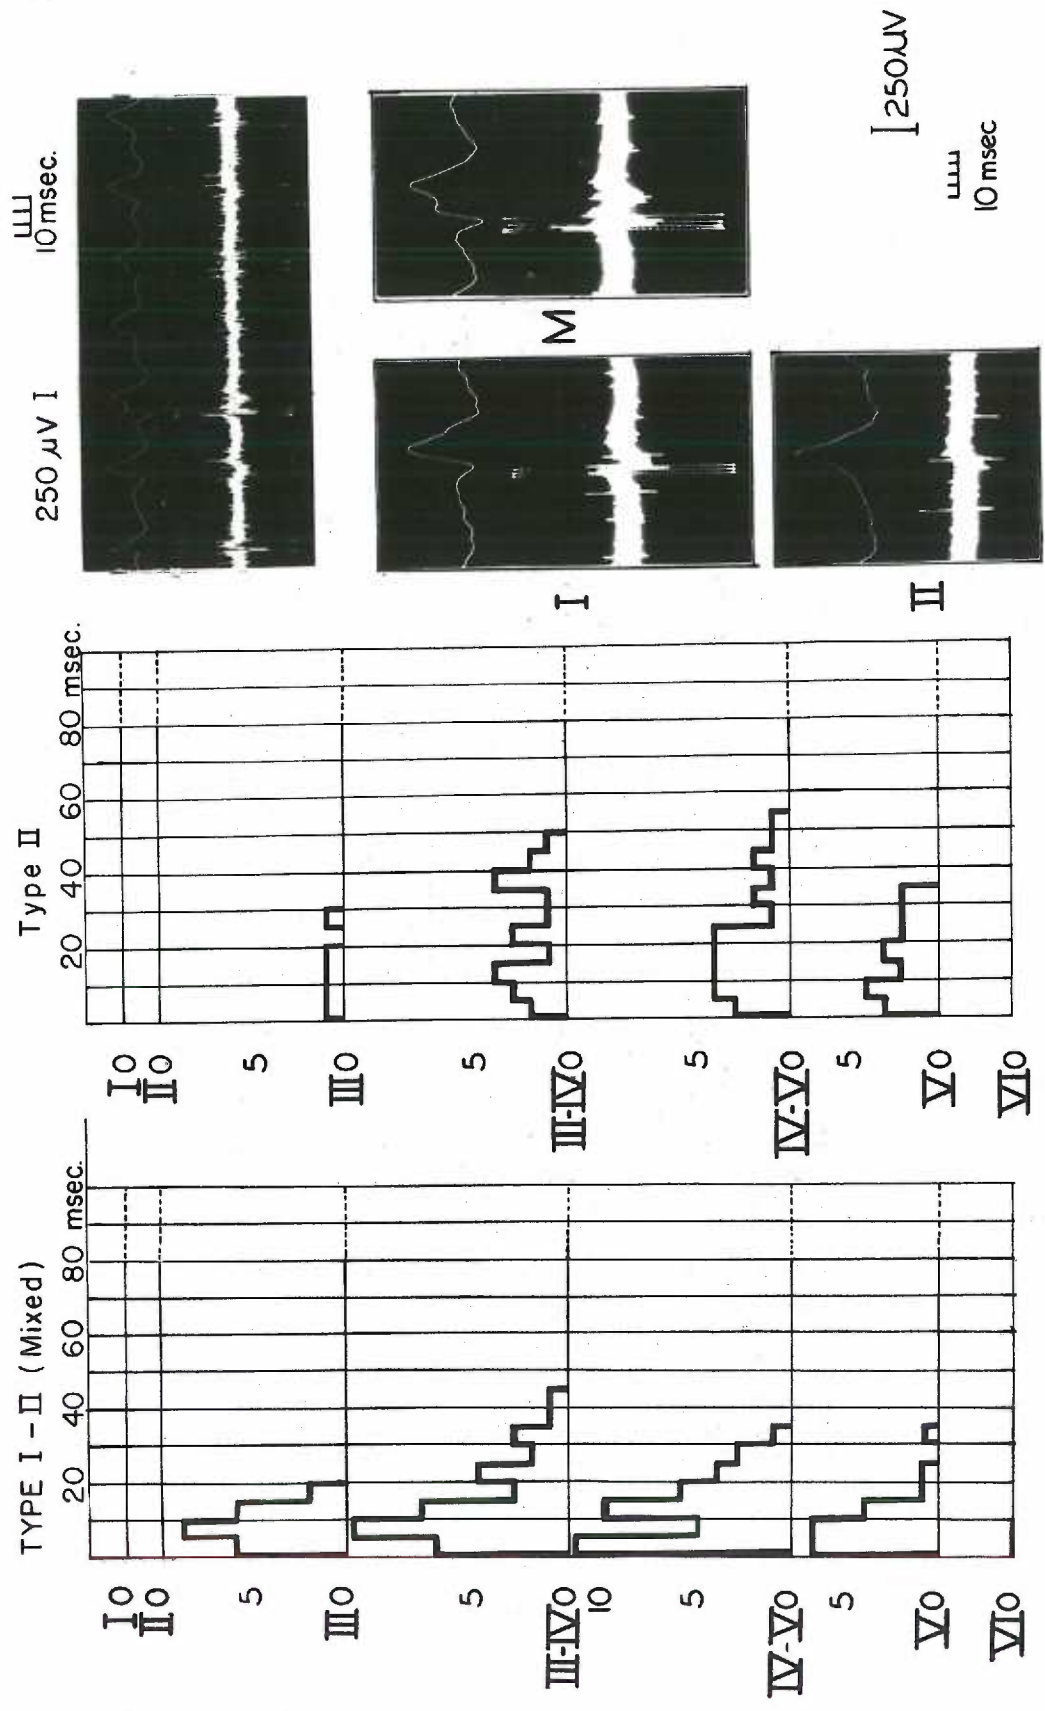 TYPE I-II (Mixed)
20 40 60 80 msec.
I 0
II 0
5
III 0
5
III-IV 0
10
5
IV-V 0
5
V 0
VI 0
Type II
20 40 60 80 msec.
I 0
II 0
5
III 0
5
III-IV 0
5
IV-V 0
5
V 0
VI 0
250 μV
10 msec.
I
M
II
250μV
10 msec